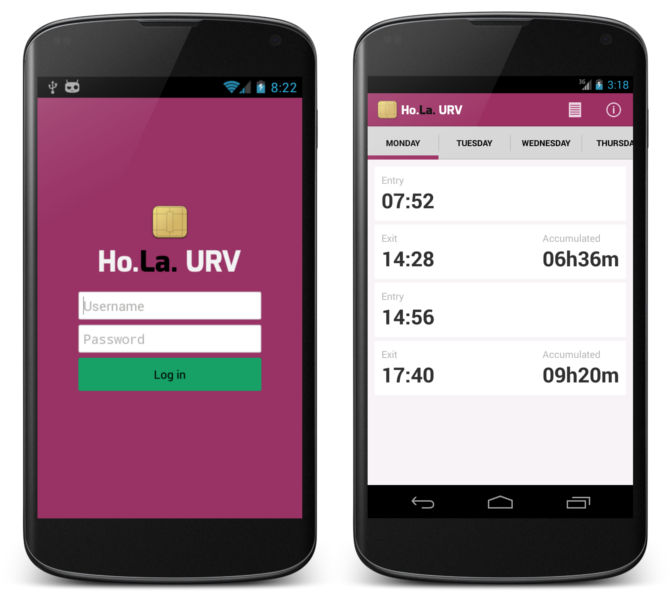 8:22
Ho.La. URV
Username
Password
Log in
3G 3:18
Ho.La. URV
MONDAY TUESDAY WEDNESDAY THURSDA
Entry
07:52
Exit Accumulated
14:28 06h36m
Entry
14:56
Exit Accumulated
17:40 09h20m